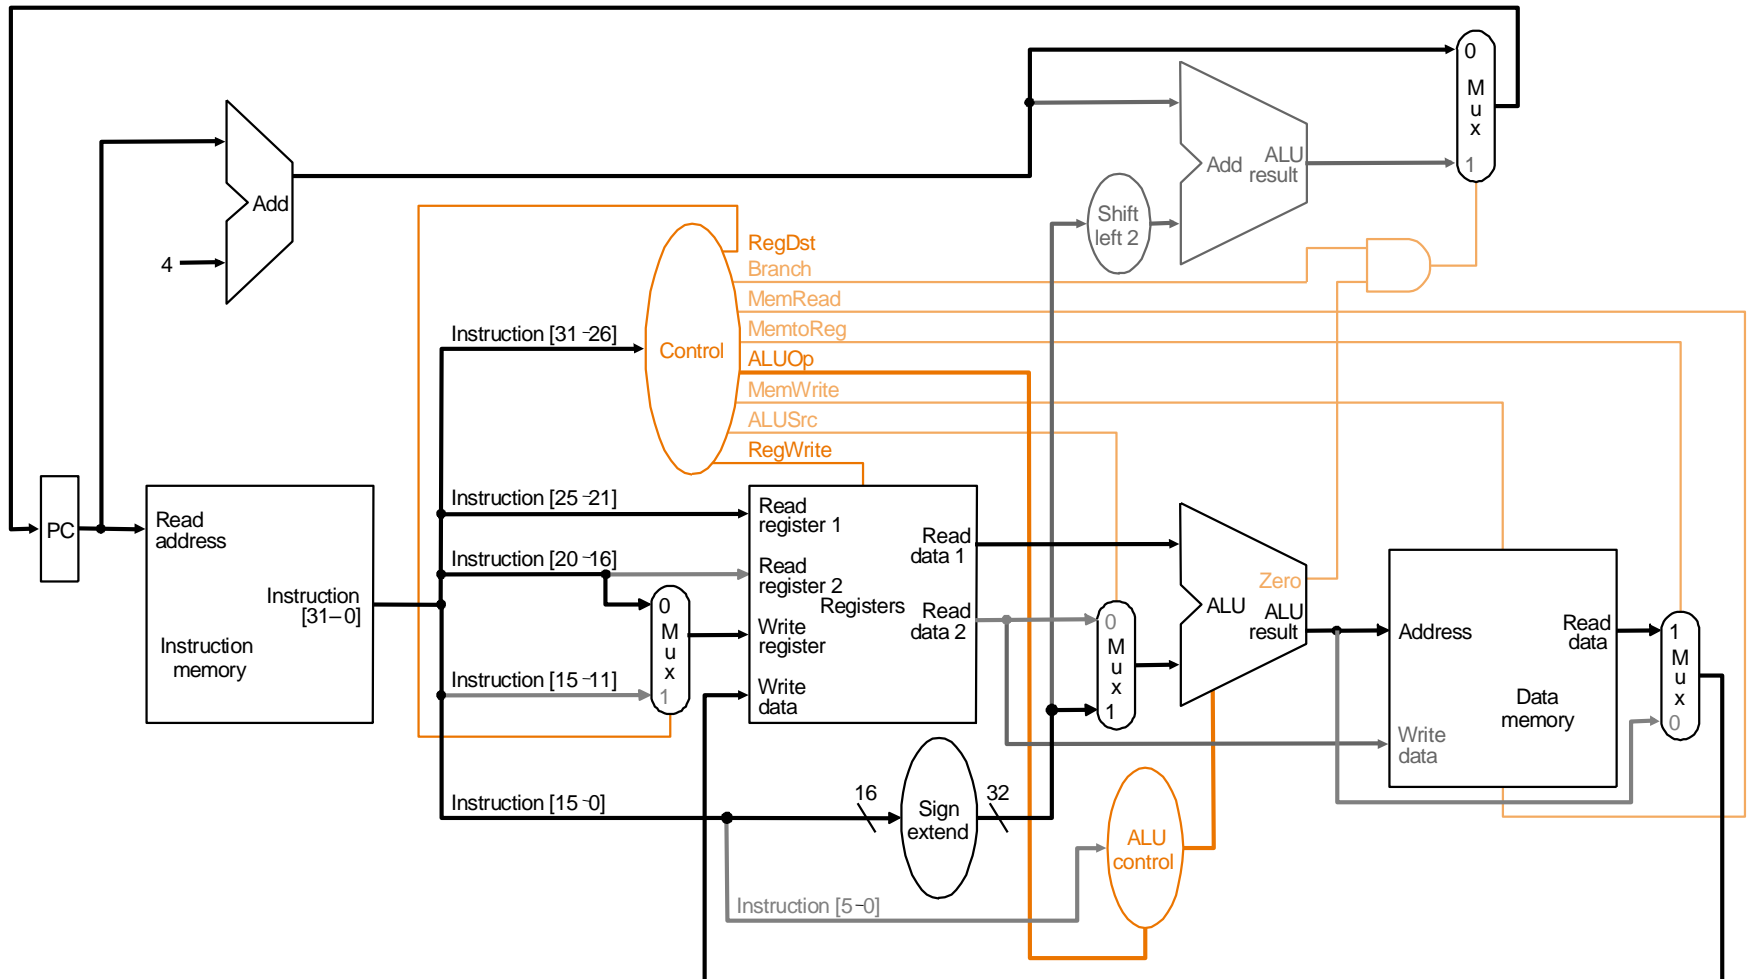 0
M
u
x
1
Add
ALU
result
Shift
left 2
Add
4
RegDst
Branch
MemRead
MemtoReg
ALUOp
MemWrite
ALUSrc
RegWrite
Control
Instruction [31–26]
Instruction [25–21]
Instruction [20–16]
Instruction [15–11]
Instruction [15–0]
Instruction [5–0]
PC
Read
address
Instruction
[31–0]
Instruction
memory
0
M
u
x
1
Read
register 1
Read
register 2
Registers
Write
register
Write
data
Read
data 1
Read
data 2
0
M
u
x
1
Zero
ALU
ALU
result
Address
Read
data
Data
memory
Write
data
1
M
u
x
0
16
Sign
extend
32
ALU
control